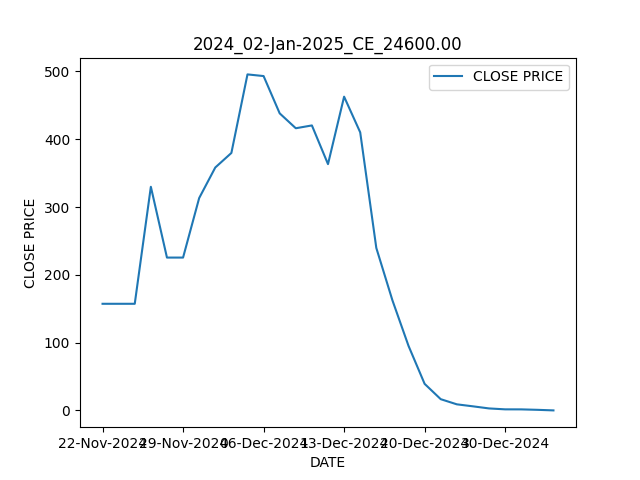 2024_02-Jan-2025_CE_24600.00
CLOSE PRICE
500
400
300
200
100
0
CLOSE PRICE
22-Nov-2024
29-Nov-2024
06-Dec-2024
13-Dec-2024
20-Dec-2024
30-Dec-2024
DATE